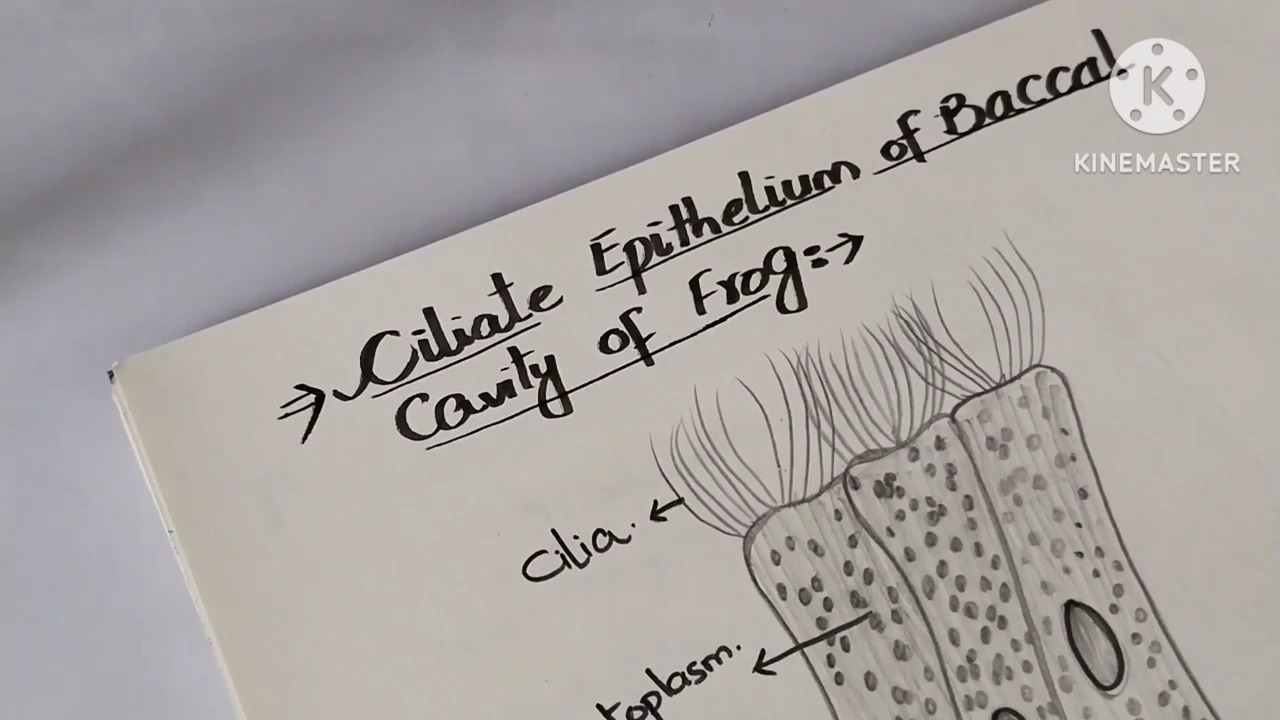 ⇒ Ciliate Epithelium of Baccal
Cavity of Frog:→
cilia.
toplasm.
K
KINEMASTER